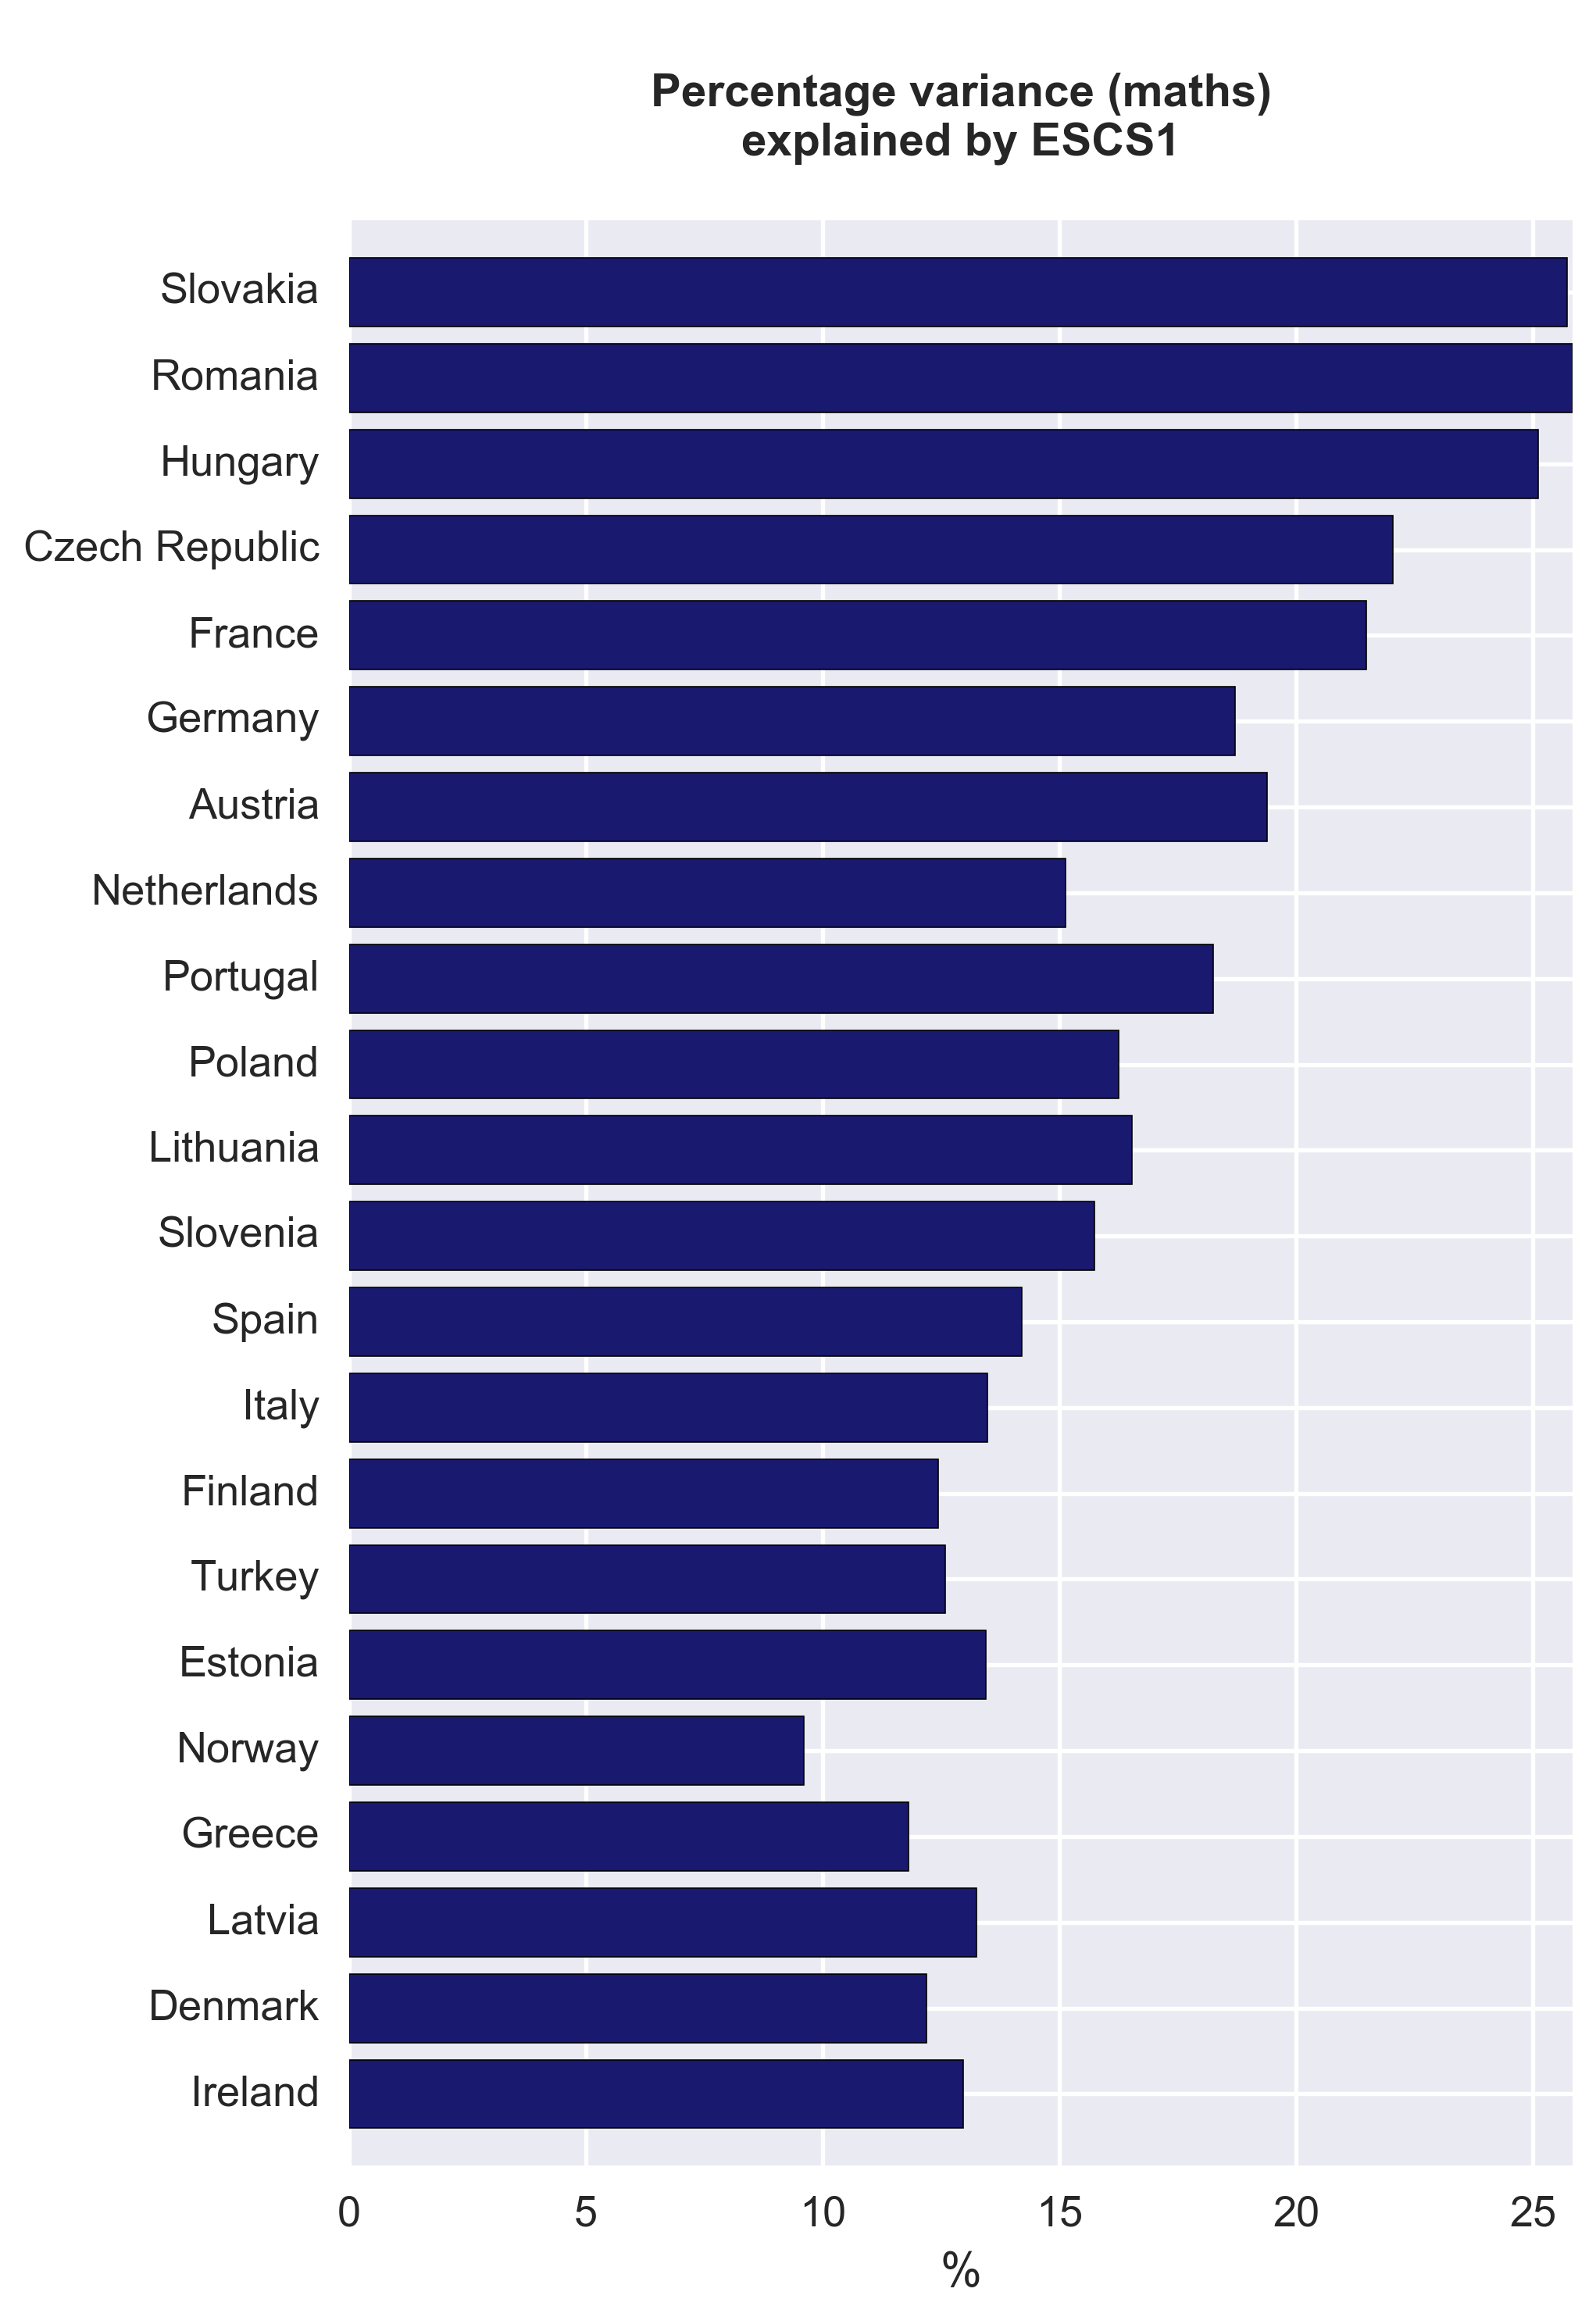 Percentage variance (maths)
explained by ESCS1
Slovakia
Romania
Hungary
Czech Republic
France
Germany
Austria
Netherlands
Portugal
Poland
Lithuania
Slovenia
Spain
Italy
Finland
Turkey
Estonia
Norway
Greece
Latvia
Denmark
Ireland
0 5 10 15 20 25
%